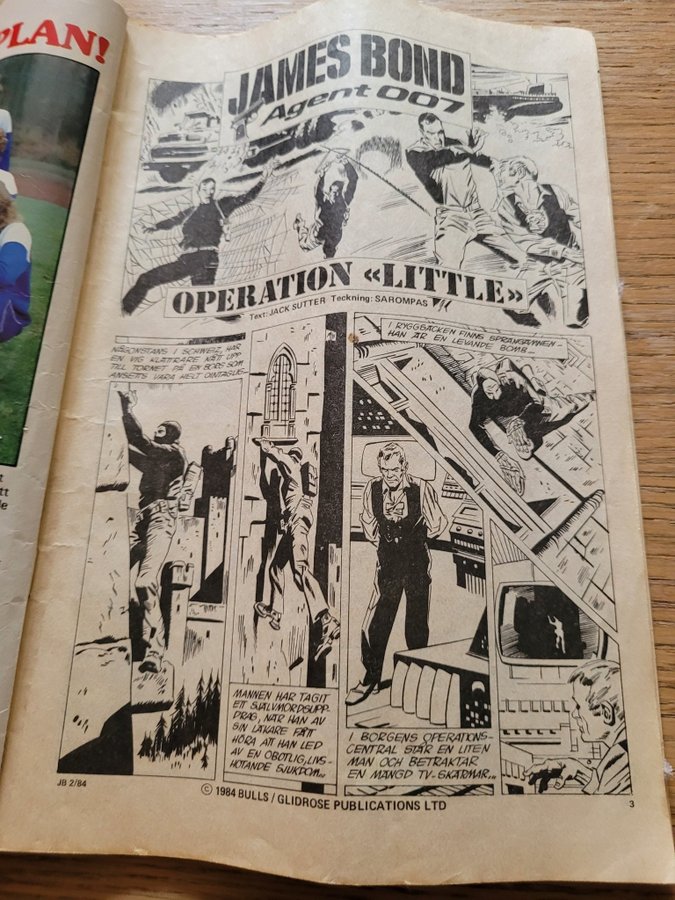 PLAN!
JAMES BOND
Agent 007
OPERATION «LITTLE»
Text: JACK SUTTER Teckning: SAROMPAS
NÅGONSTANS I SCHWEIZ, HAR
EN VIG KLÄTTRARE NÅTT UPP
TILL TORNET PÅ EN BORG SOM
ANSETTS VARA HELT OINTAGLIG...
MANNEN HAR TAGIT
ETT SJÄLVMORDSUPP-
DRAG, NÄR HAN AV
SIN LÄKARE FÅTT
HÖRA ATT HAN LED
AV EN OBOTLIG, LIVS-
HOTANDE SJUKDOM...
I RYGGSÄCKEN FINNS SPRÄNGÄMNEN-
HAN ÄR EN LEVANDE BOMB...
I BORGENS OPERATIONS-
CENTRAL STÅR EN LITEN
MAN OCH BETRAKTAR
EN MÄNGD TV-SKÄRMAR...
JB 2/84
© 1984 BULLS / GLIDROSE PUBLICATIONS LTD
3
t
tt
le